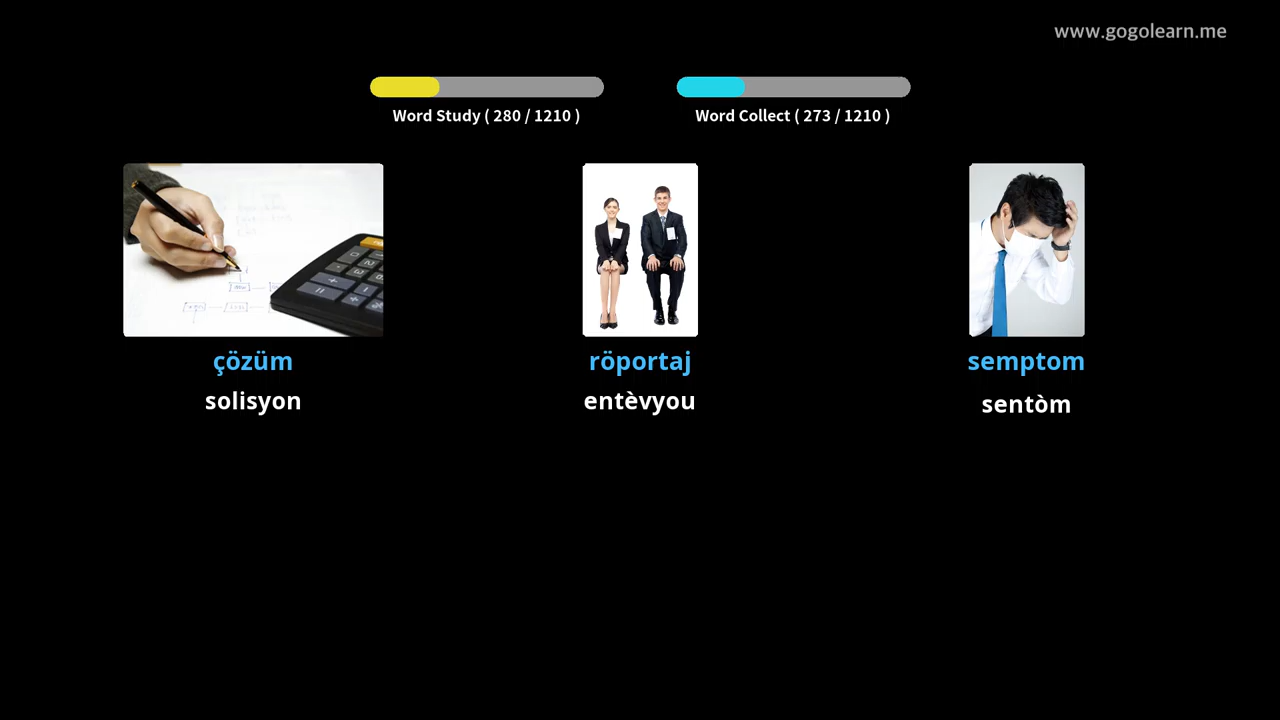 www.gogolearn.me
Word Study ( 280 / 1210 )
Word Collect ( 273 / 1210 )
çözüm
solisyon
röportaj
entèvyou
semptom
sentòm